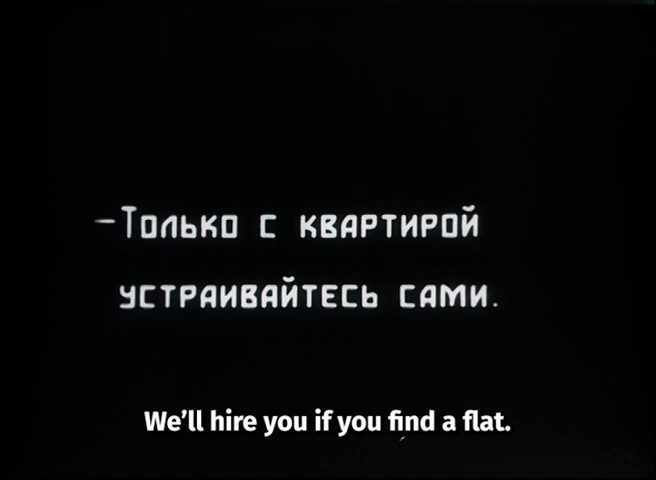 –Только с квартирой
устраивайтесь сами.
We'll hire you if you find a flat.